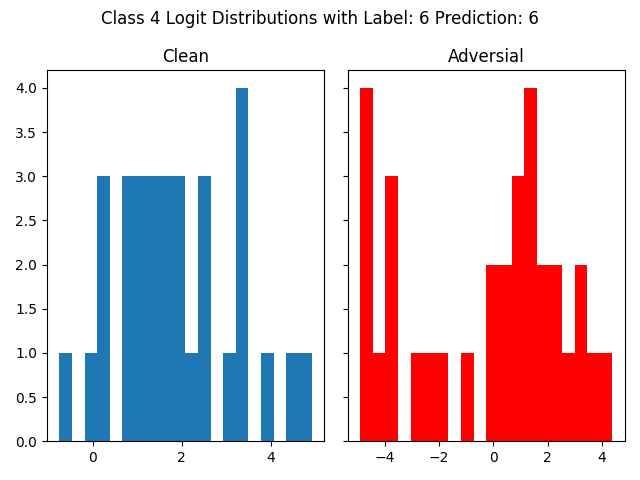 Class 4 Logit Distributions with Label: 6 Prediction: 6
Clean
Adversial
4.0
3.5
3.0
2.5
2.0
1.5
1.0
0.5
0.0
0 2 4
−4 −2 0 2 4